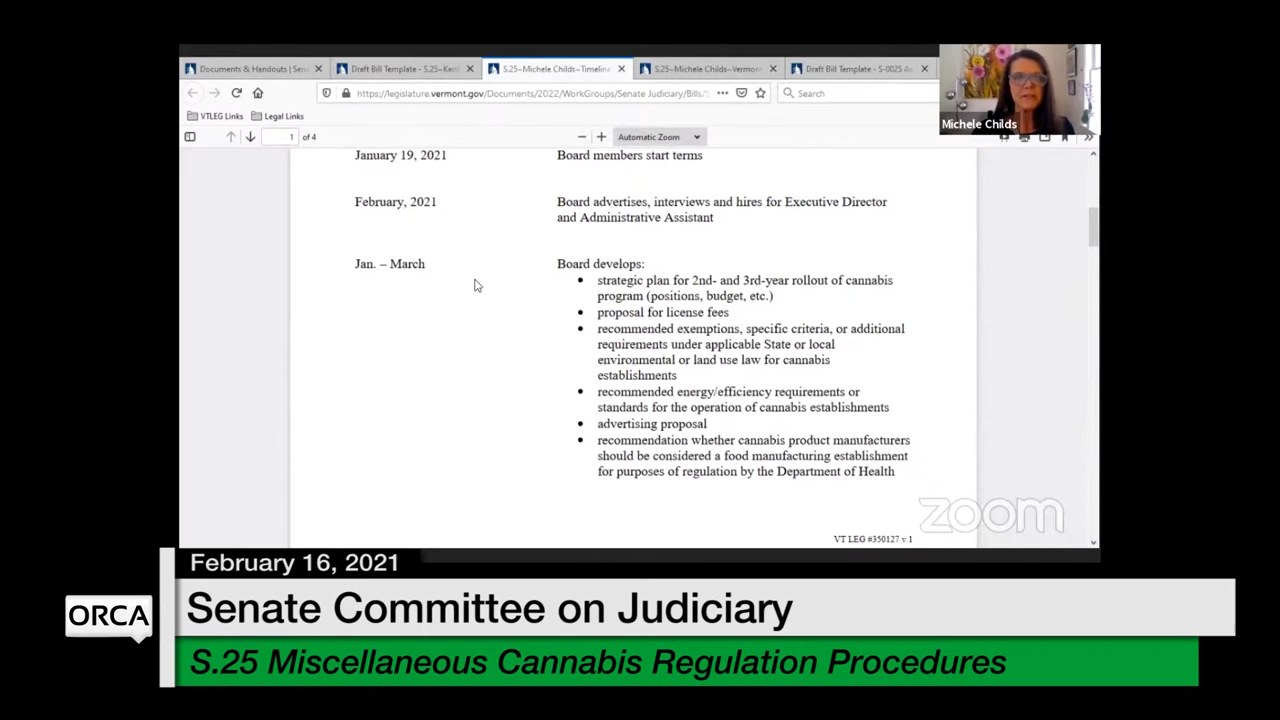 Documents & Handouts | Sen
Draft Bill Template - S.25~Ken
S.25~Michele Childs~Timeline
S.25~Michele Childs~Vermon
Draft Bill Template - S-0025 As
https://legislature.vermont.gov/Documents/2022/WorkGroups/Senate Judiciary/Bills/
Search
VTLEG Links
Legal Links
Michele Childs
1
of 4
Automatic Zoom
January 19, 2021
Board members start terms
February, 2021
Board advertises, interviews and hires for Executive Director
and Administrative Assistant
Jan. – March
Board develops:
• strategic plan for 2nd- and 3rd-year rollout of cannabis
program (positions, budget, etc.)
• proposal for license fees
• recommended exemptions, specific criteria, or additional
requirements under applicable State or local
environmental or land use law for cannabis
establishments
• recommended energy/efficiency requirements or
standards for the operation of cannabis establishments
• advertising proposal
• recommendation whether cannabis product manufacturers
should be considered a food manufacturing establishment
for purposes of regulation by the Department of Health
zoom
VT LEG #350127 v.1
February 16, 2021
ORCA
Senate Committee on Judiciary
S.25 Miscellaneous Cannabis Regulation Procedures